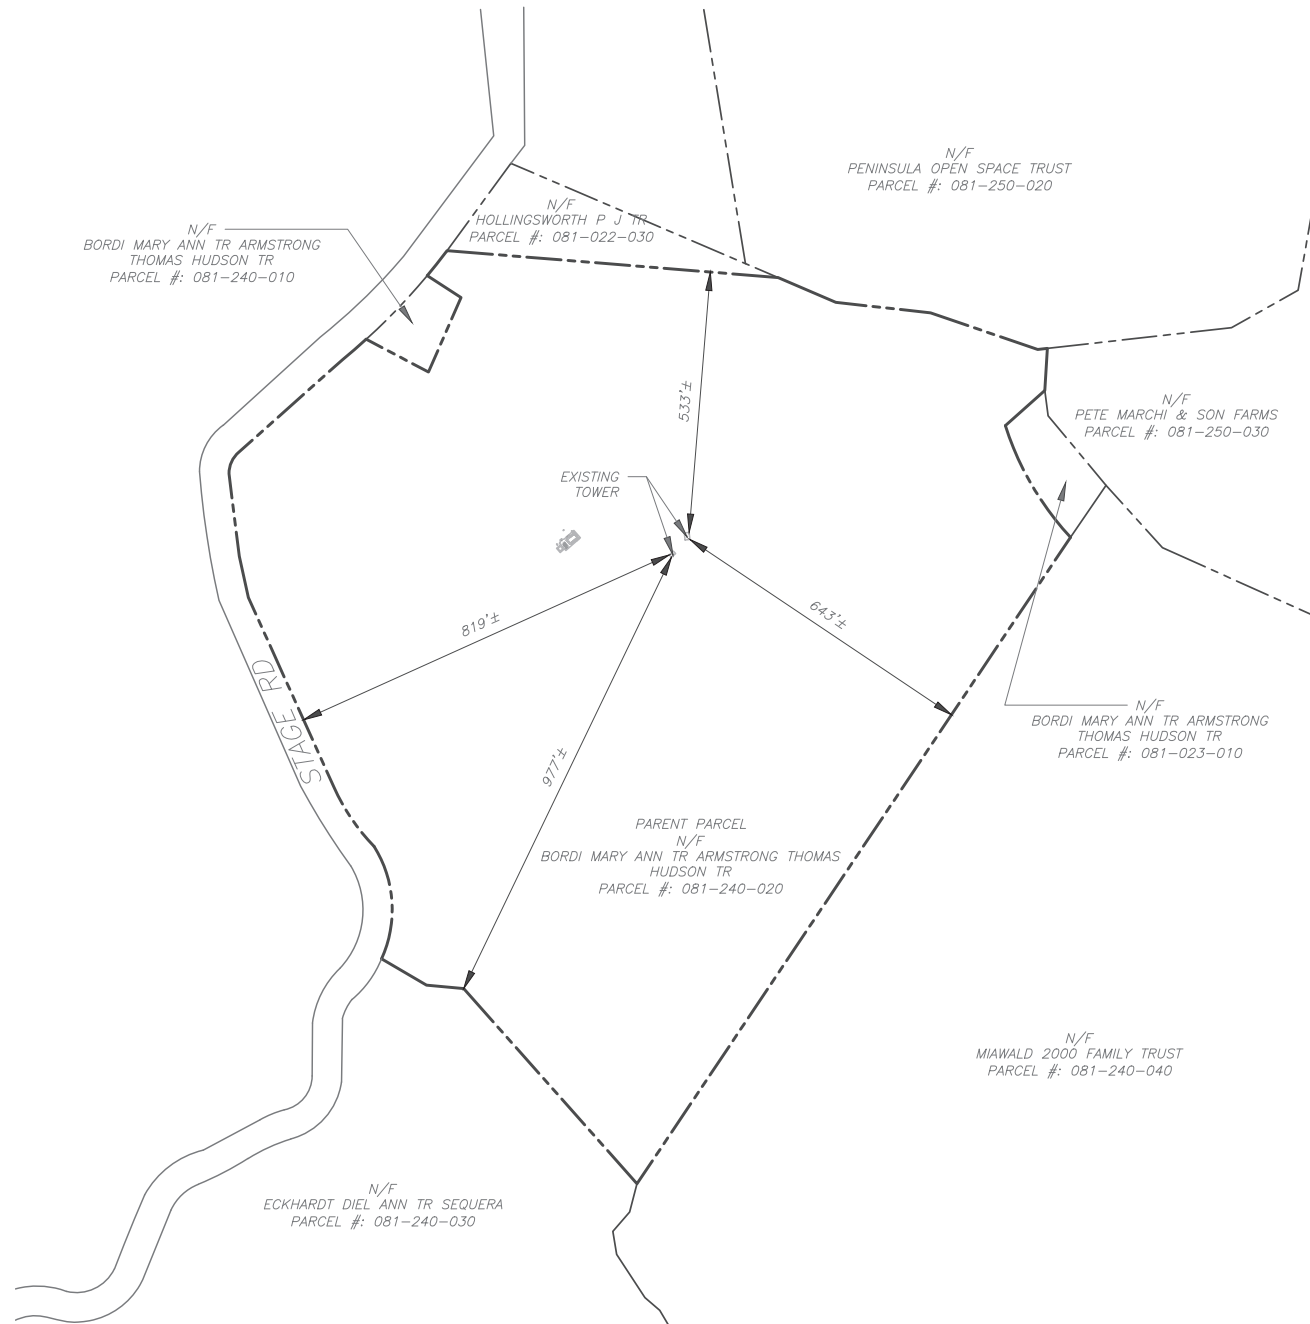 N/F
PENINSULA OPEN SPACE TRUST
PARCEL #: 081-250-020
N/F
HOLLINGSWORTH P J TR
PARCEL #: 081-022-030
N/F
BORDI MARY ANN TR ARMSTRONG
THOMAS HUDSON TR
PARCEL #: 081-240-010
533'±
N/F
PETE MARCHI & SON FARMS
PARCEL #: 081-250-030
EXISTING
TOWER
819'±
643'±
STAGE RD
N/F
BORDI MARY ANN TR ARMSTRONG
THOMAS HUDSON TR
PARCEL #: 081-023-010
977'±
PARENT PARCEL
N/F
BORDI MARY ANN TR ARMSTRONG THOMAS
HUDSON TR
PARCEL #: 081-240-020
N/F
MIAWALD 2000 FAMILY TRUST
PARCEL #: 081-240-040
N/F
ECKHARDT DIEL ANN TR SEQUERA
PARCEL #: 081-240-030